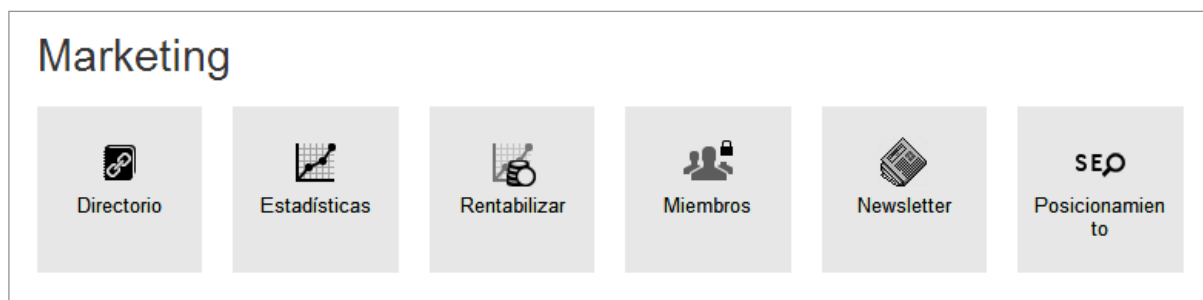 Marketing
SEO
Directorio
Estadísticas
Rentabilizar
Miembros
Newsletter
Posicionamien
to